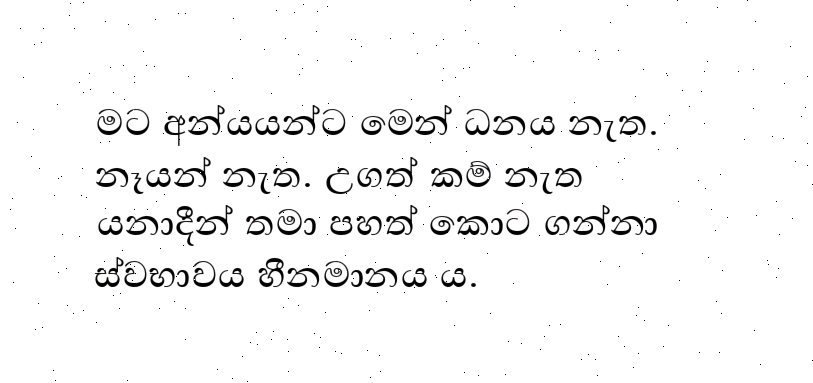 මට අන්යයන්ට මෙන් ධනය නැත.
නෑයන් නැත. උගත් කම් නැත
යනාදීන් තමා පහත් කොට ගන්නා
ස්වභාවය හීනමානය ය.